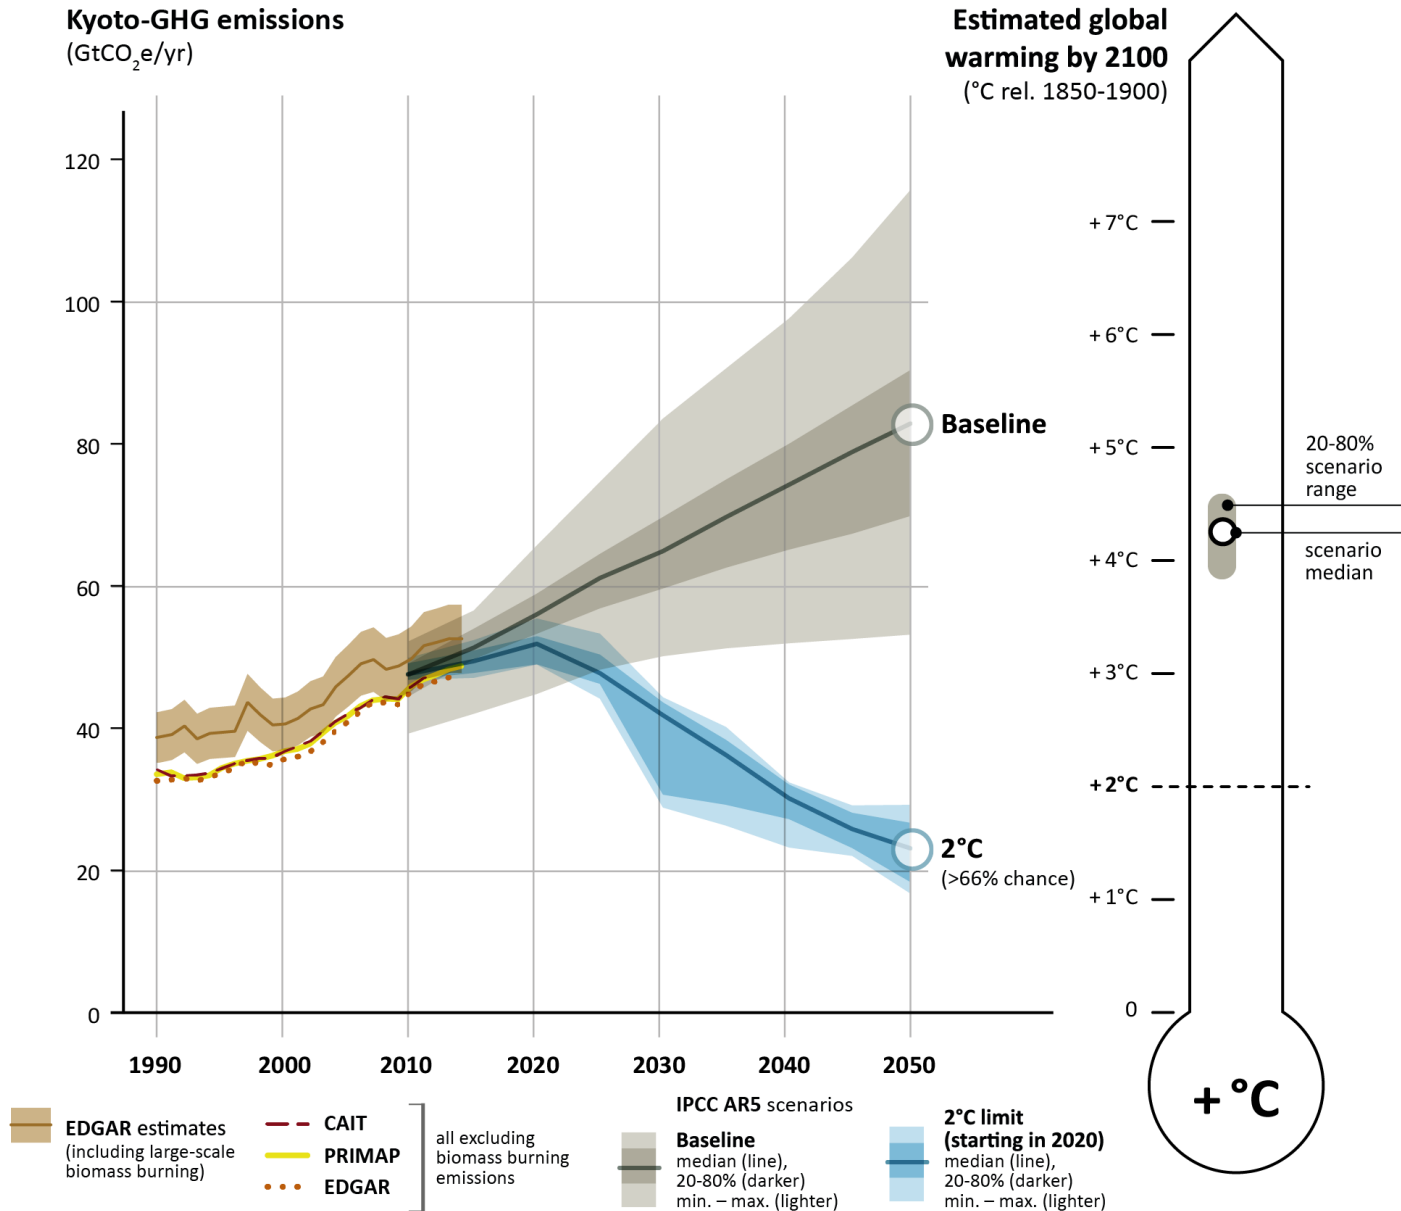 Kyoto-GHG emissions
(GtCO2e/yr)
Estimated global
warming by 2100
(°C rel. 1850-1900)
120
100
80
60
40
20
0
1990
2000
2010
2020
2030
2040
2050
Baseline
2°C
(>66% chance)
+7°C
+6°C
+5°C
+4°C
+3°C
+2°C
+1°C
0
20-80%
scenario
range
scenario
median
+°C
EDGAR estimates
(including large-scale
biomass burning)
CAIT
PRIMAP
EDGAR
all excluding
biomass burning
emissions
IPCC AR5 scenarios
Baseline
median (line),
20-80% (darker)
min. – max. (lighter)
2°C limit
(starting in 2020)
median (line),
20-80% (darker)
min. – max. (lighter)